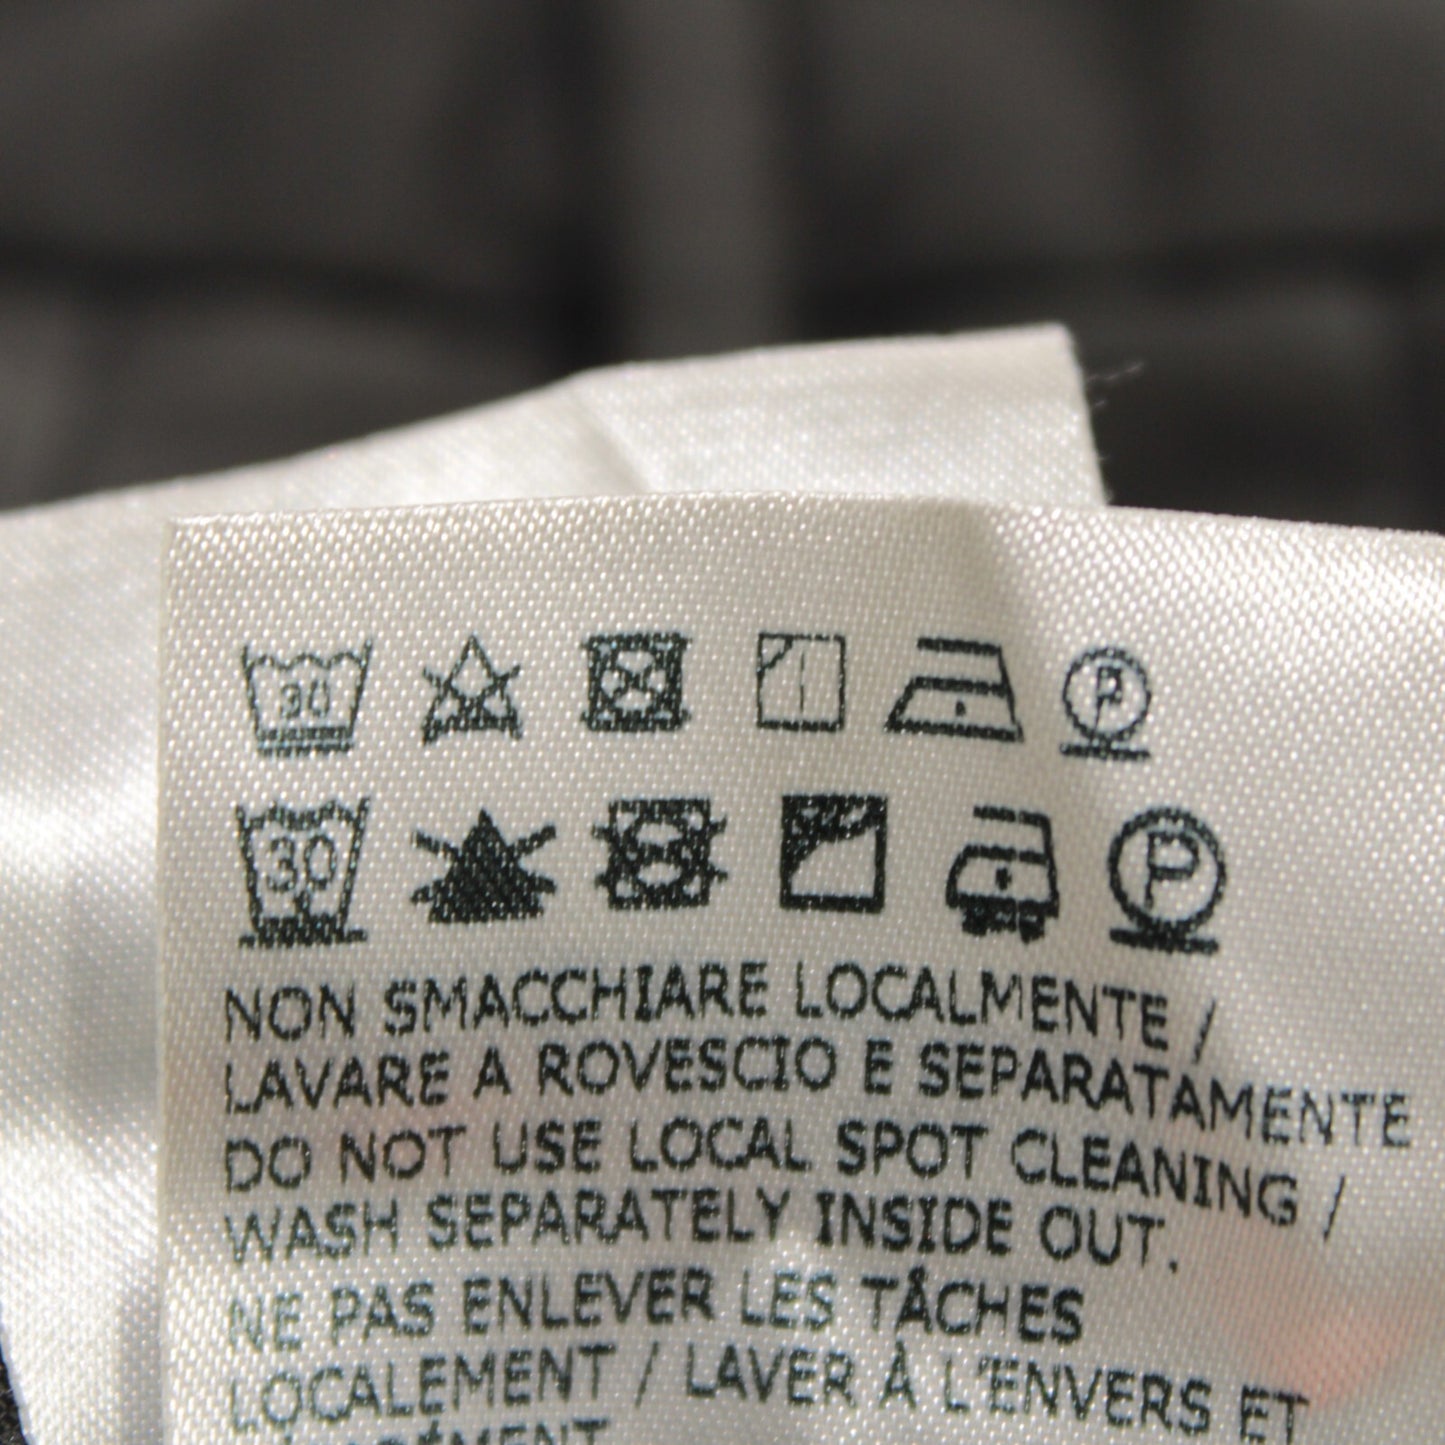 30 P
30 P
NON SMACCHIARE LOCALMENTE /
LAVARE A ROVESCIO E SEPARATAMENTE
DO NOT USE LOCAL SPOT CLEANING /
WASH SEPARATELY INSIDE OUT.
NE PAS ENLEVER LES TÂCHES
LOCALEMENT / LAVER À L'ENVERS ET